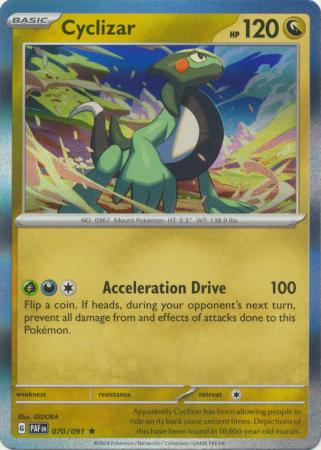 BASIC
Cyclizar HP 120
NO. 0967 Mount Pokémon HT: 5'3" WT: 138.9 lbs.
Acceleration Drive 100
Flip a coin. If heads, during your opponent's next turn,
prevent all damage from and effects of attacks done to this
Pokémon.
weakness resistance retreat
Illus. GIDORA
G PAF EN 070/091 ★
Apparently Cyclizar has been allowing people
to ride on it since ancient times. Depictions of
this have been found in 10,000-year-old murals.
©2024 Pokémon / Nintendo / Creatures / GAME FREAK